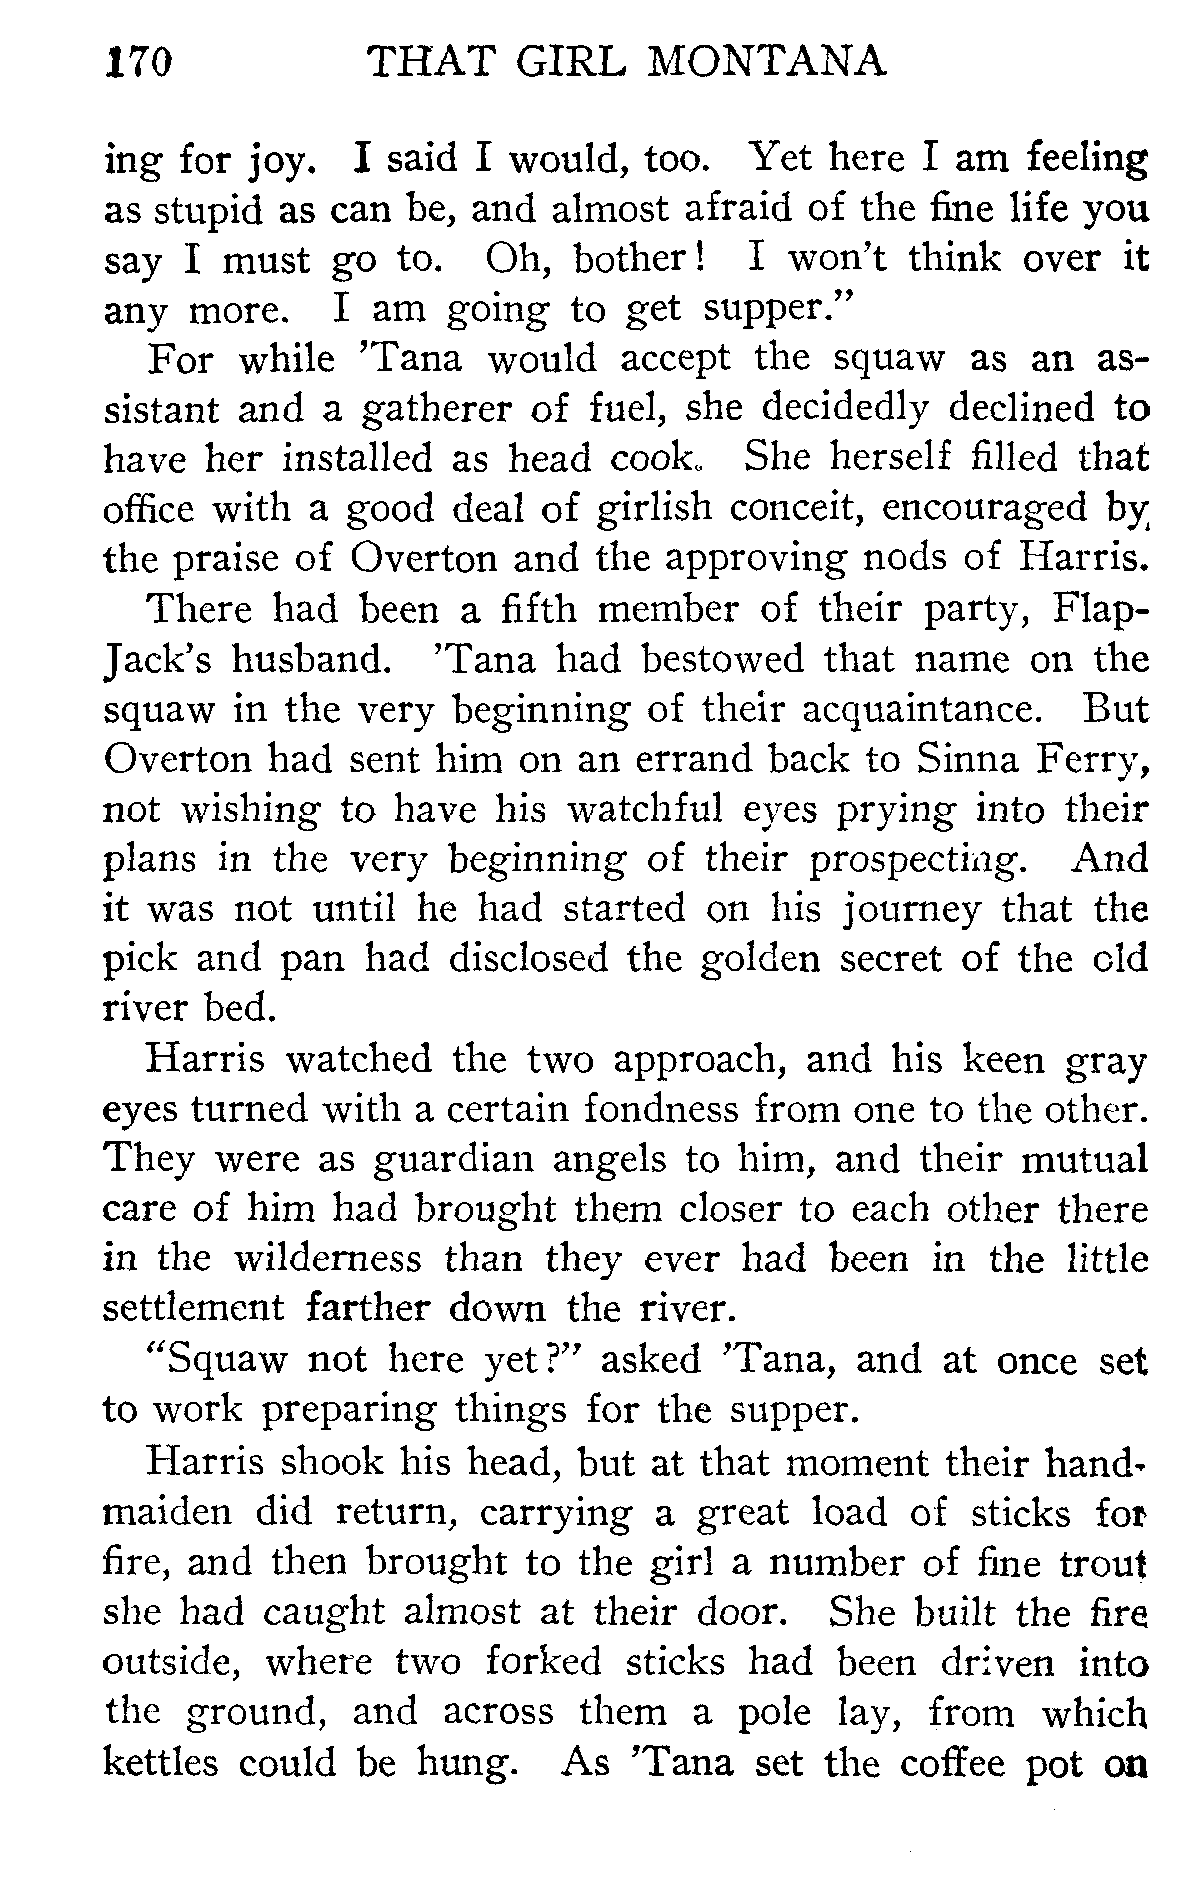 170 THAT GIRL MONTANA
ing for joy. I said I would, too. Yet here I am feeling
as stupid as can be, and almost afraid of the fine life you
say I must go to. Oh, bother! I won't think over it
any more. I am going to get supper.”
For while ’Tana would accept the squaw as an as-
sistant and a gatherer of fuel, she decidedly declined to
have her installed as head cook. She herself filled that
office with a good deal of girlish conceit, encouraged by
the praise of Overton and the approving nods of Harris.
There had been a fifth member of their party, Flap-
Jack’s husband. ’Tana had bestowed that name on the
squaw in the very beginning of their acquaintance. But
Overton had sent him on an errand back to Sinna Ferry,
not wishing to have his watchful eyes prying into their
plans in the very beginning of their prospecting. And
it was not until he had started on his journey that the
pick and pan had disclosed the golden secret of the old
river bed.
Harris watched the two approach, and his keen gray
eyes turned with a certain fondness from one to the other.
They were as guardian angels to him, and their mutual
care of him had brought them closer to each other there
in the wilderness than they ever had been in the little
settlement farther down the river.
“Squaw not here yet?” asked ’Tana, and at once set
to work preparing things for the supper.
Harris shook his head, but at that moment their hand-
maiden did return, carrying a great load of sticks for
fire, and then brought to the girl a number of fine trout
she had caught almost at their door. She built the fire
outside, where two forked sticks had been driven into
the ground, and across them a pole lay, from which
kettles could be hung. As ’Tana set the coffee pot on